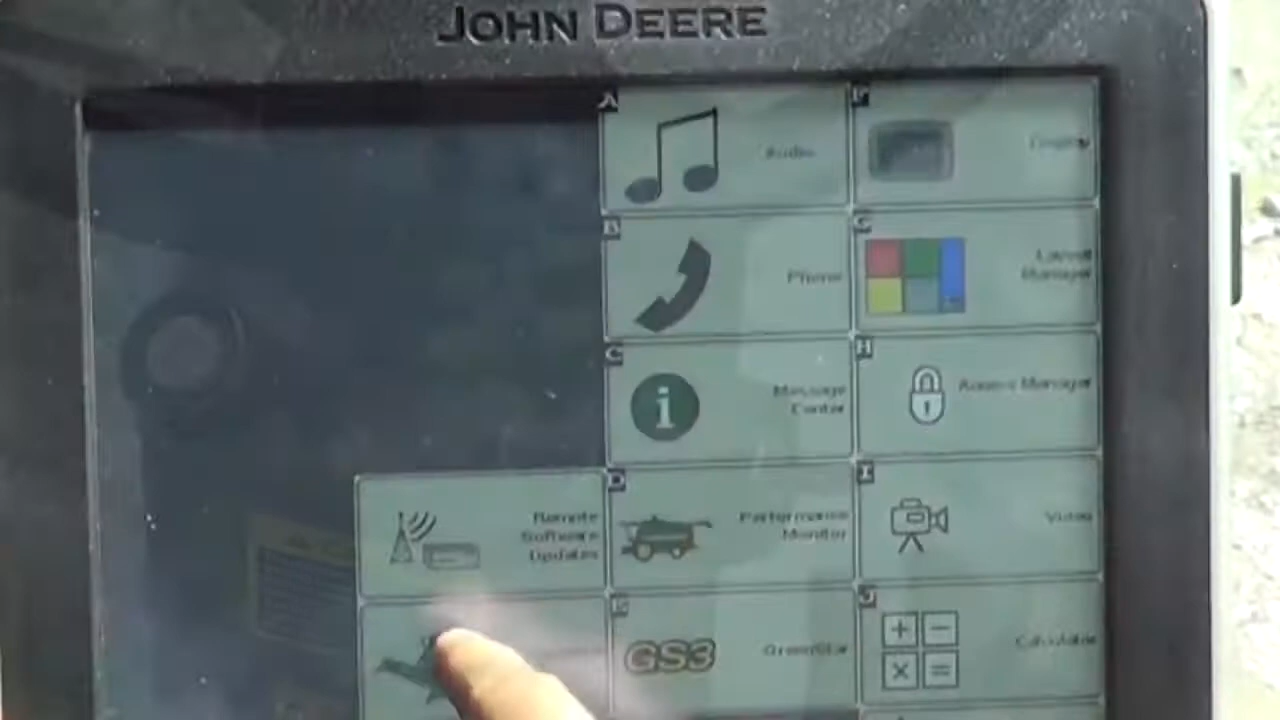 JOHN DEERE
A
Audio
F
Display
B
Phone
G
Layout
Manager
C
Message
Center
H
Access Manager
Remote
Software
Updates
D
Performance
Monitor
I
Video
E
GS3
GreenStar
J
+ -
x =
Calculator